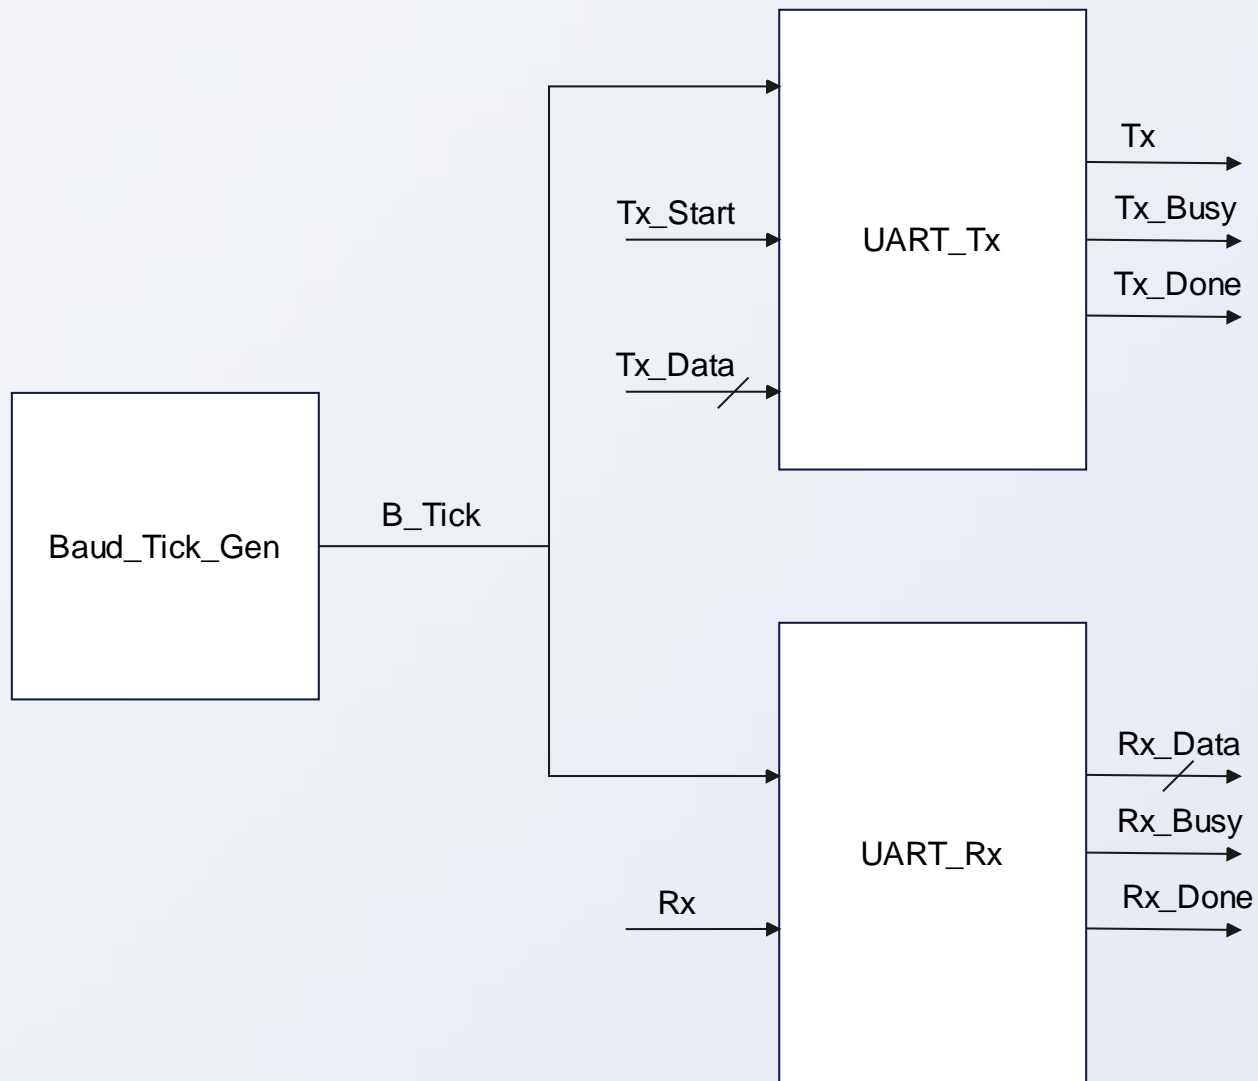 Tx
Tx_Start
Tx_Busy
UART_Tx
Tx_Done
Tx_Data
B_Tick
Baud_Tick_Gen
Rx_Data
Rx_Busy
UART_Rx
Rx
Rx_Done